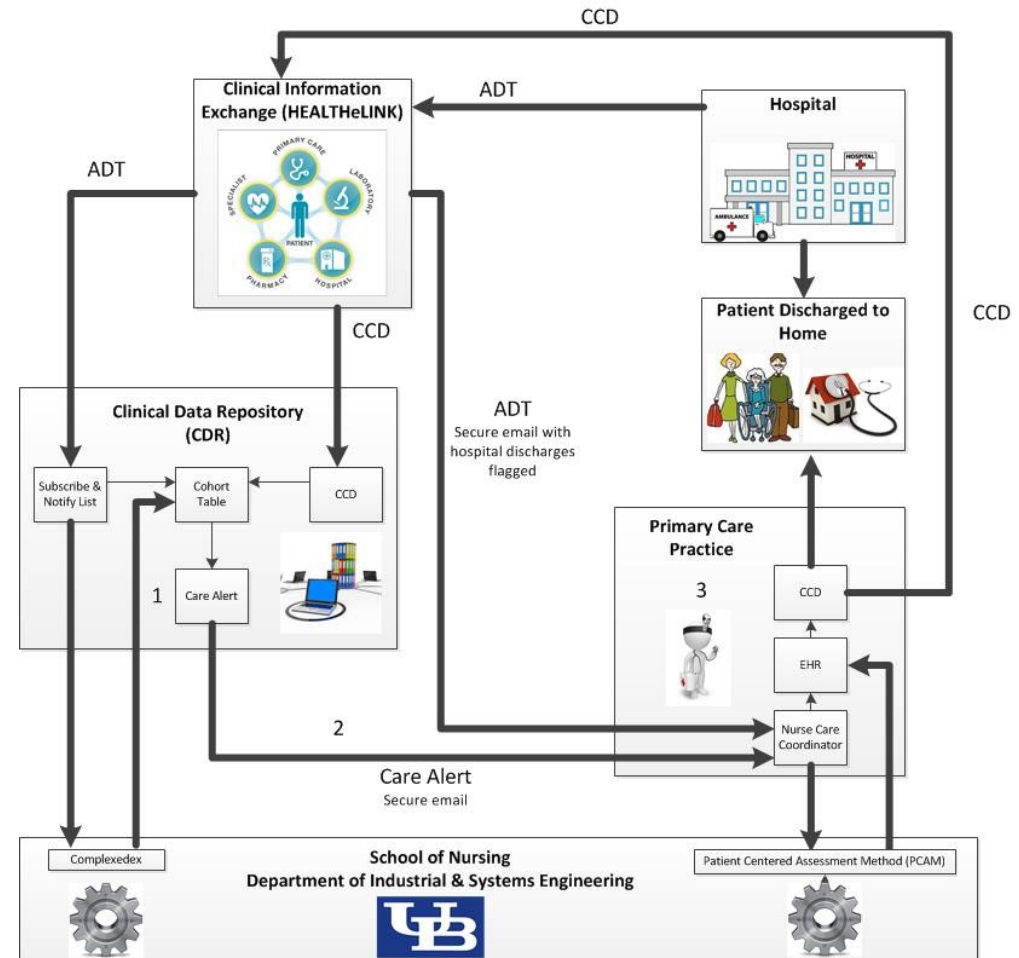 CCD
Clinical Information
Exchange (HEALTHeLINK)
PRIMARY CARE
SPECIALIST
LABORATORY
PATIENT
PHARMACY
HOSPITAL
ADT
Hospital
HOSPITAL
AMBULANCE
ADT
CCD
Patient Discharged to
Home
CCD
Clinical Data Repository
(CDR)
Subscribe &
Notify List
Cohort
Table
CCD
1
Care Alert
ADT
Secure email with
hospital discharges
flagged
Primary Care
Practice
3
CCD
EHR
Nurse Care
Coordinator
2
Care Alert
Secure email
Complexedex
School of Nursing
Department of Industrial & Systems Engineering
Patient Centered Assessment Method (PCAM)
UB